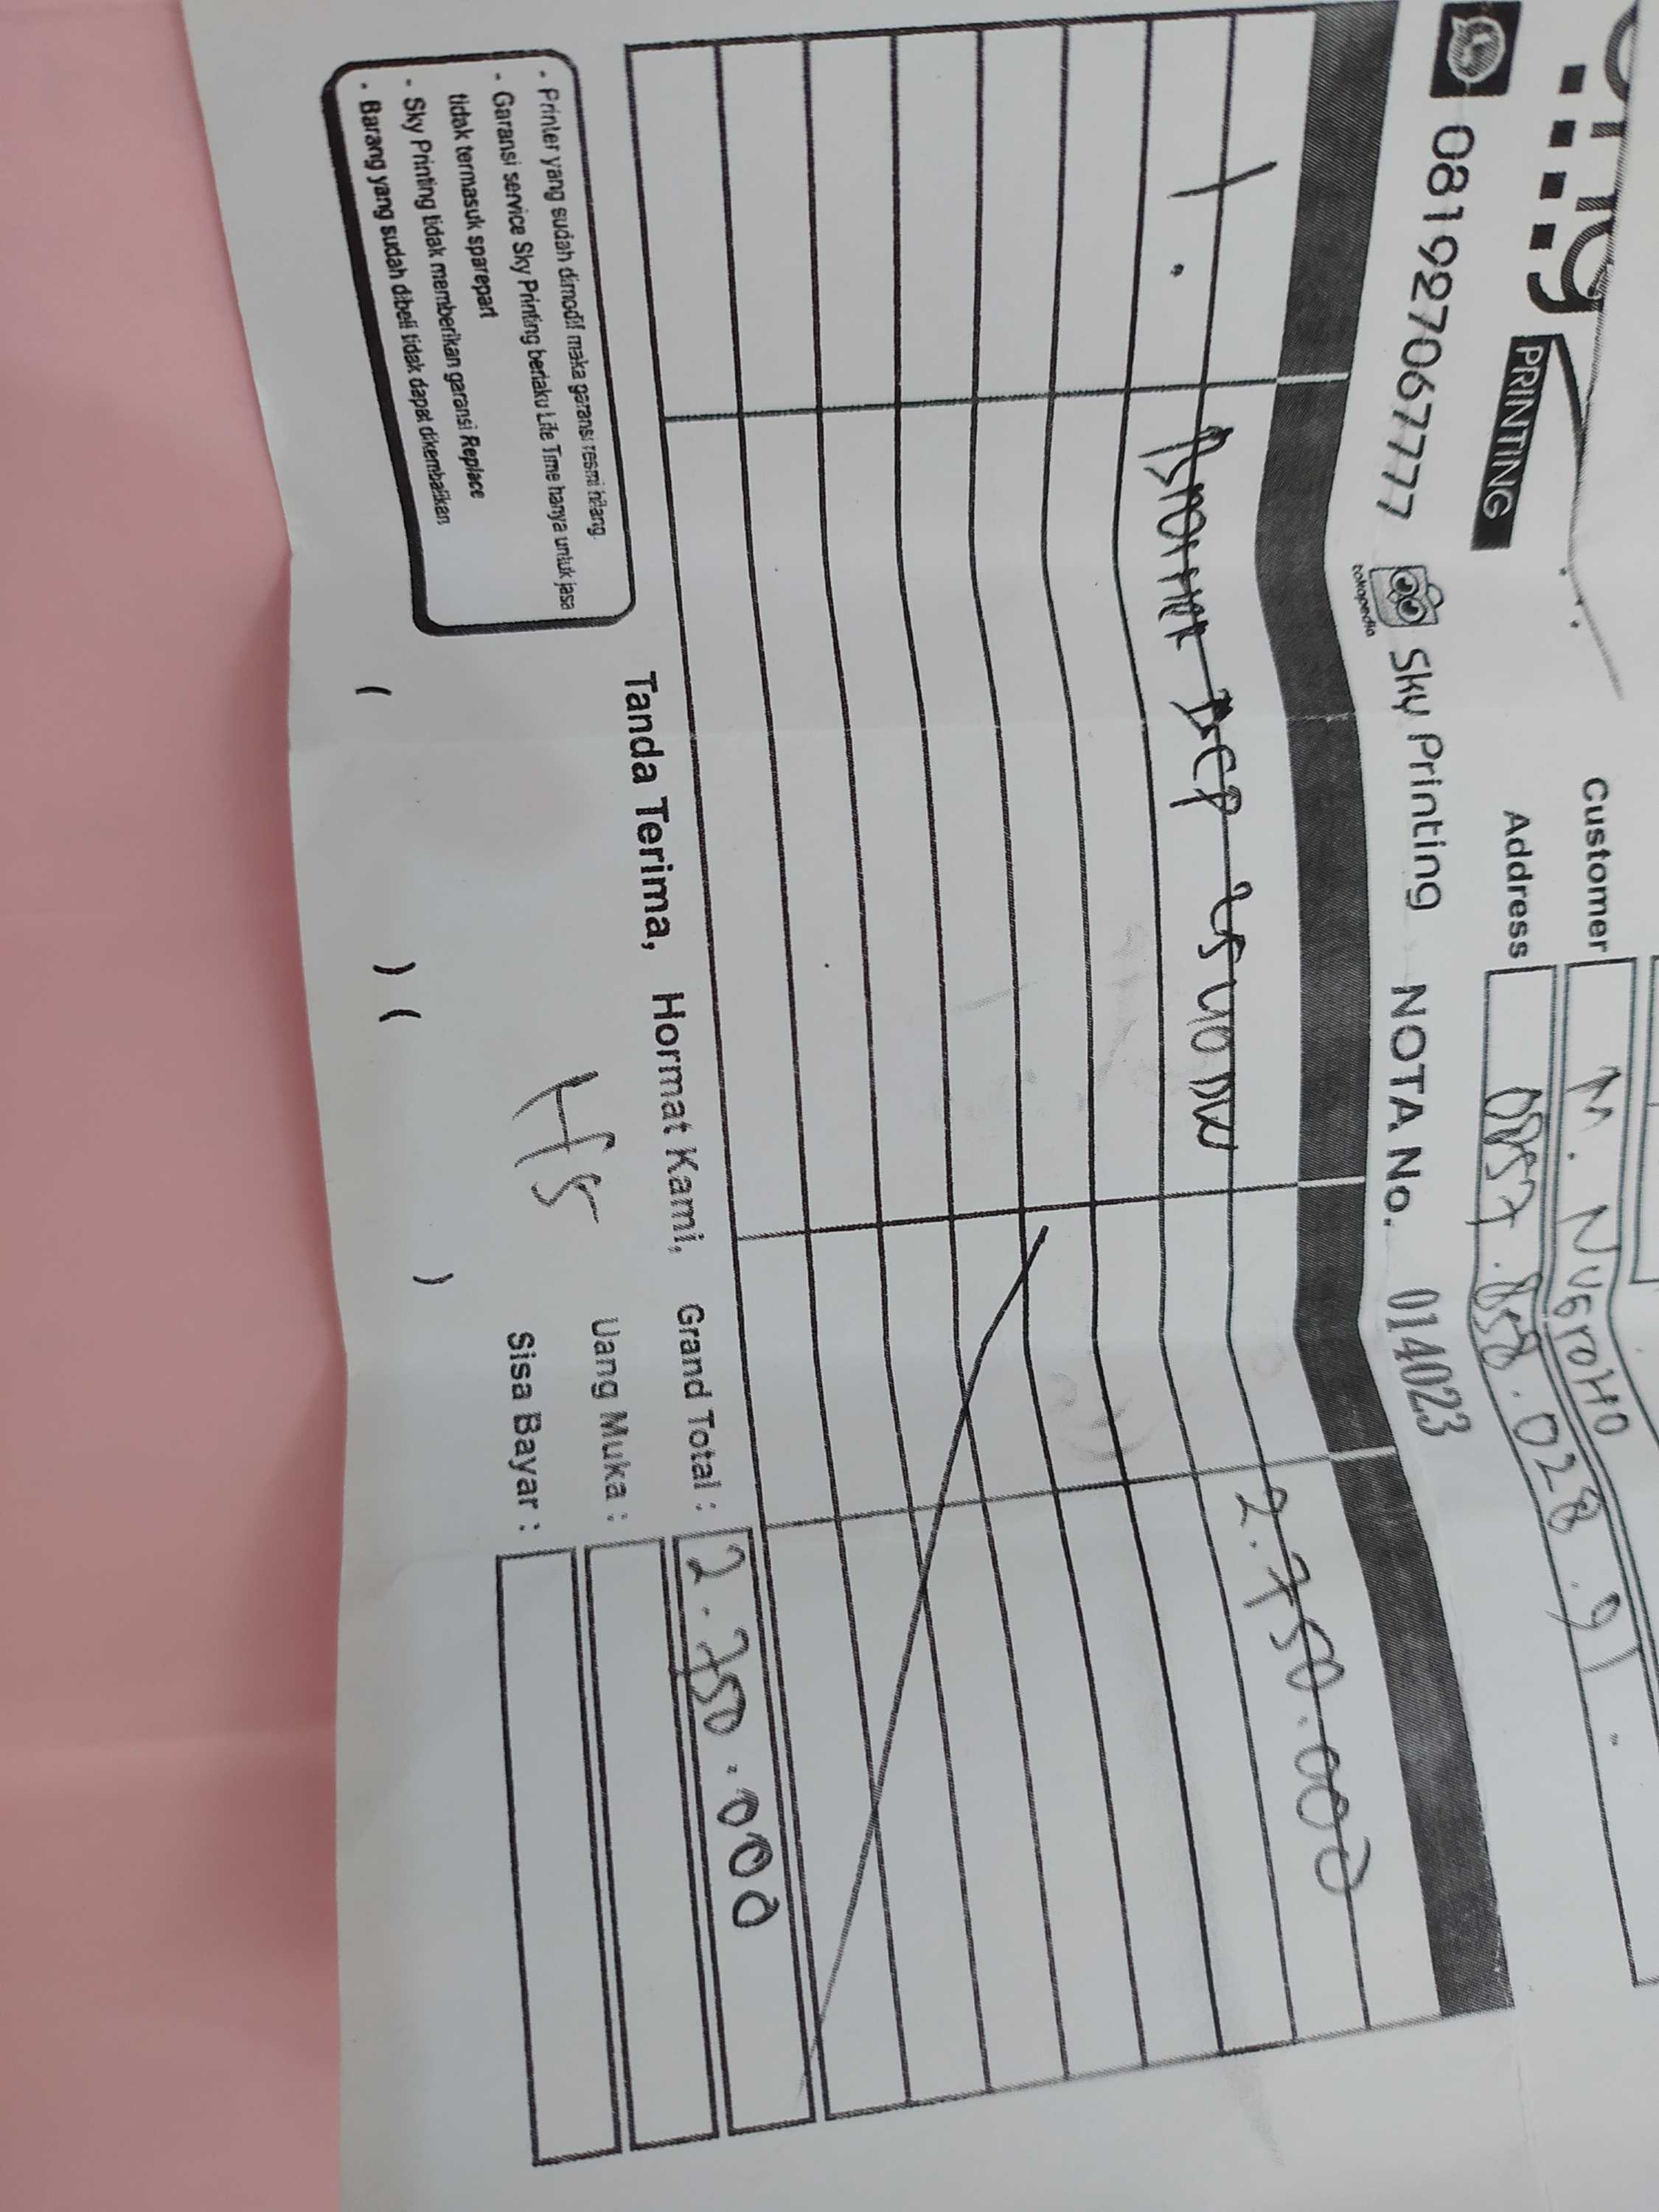 PRINTING
Customer M. NUGROHO
Address 0857.858.028.91
081927067777 tokopedia Sky Printing NOTA No. 014023
1. Brother DCP 2540DW 2.750.000
Tanda Terima, Hormat Kami, Grand Total : 2.750.000
Uang Muka :
Sisa Bayar :
( ) ( )
- Printer yang sudah dimodif maka garansi resmi hilang.
- Garansi service Sky Printing berlaku Life Time hanya untuk jasa
tidak termasuk sparepart
- Sky Printing tidak memberikan garansi Replace
- Barang yang sudah dibeli tidak dapat dikembalikan